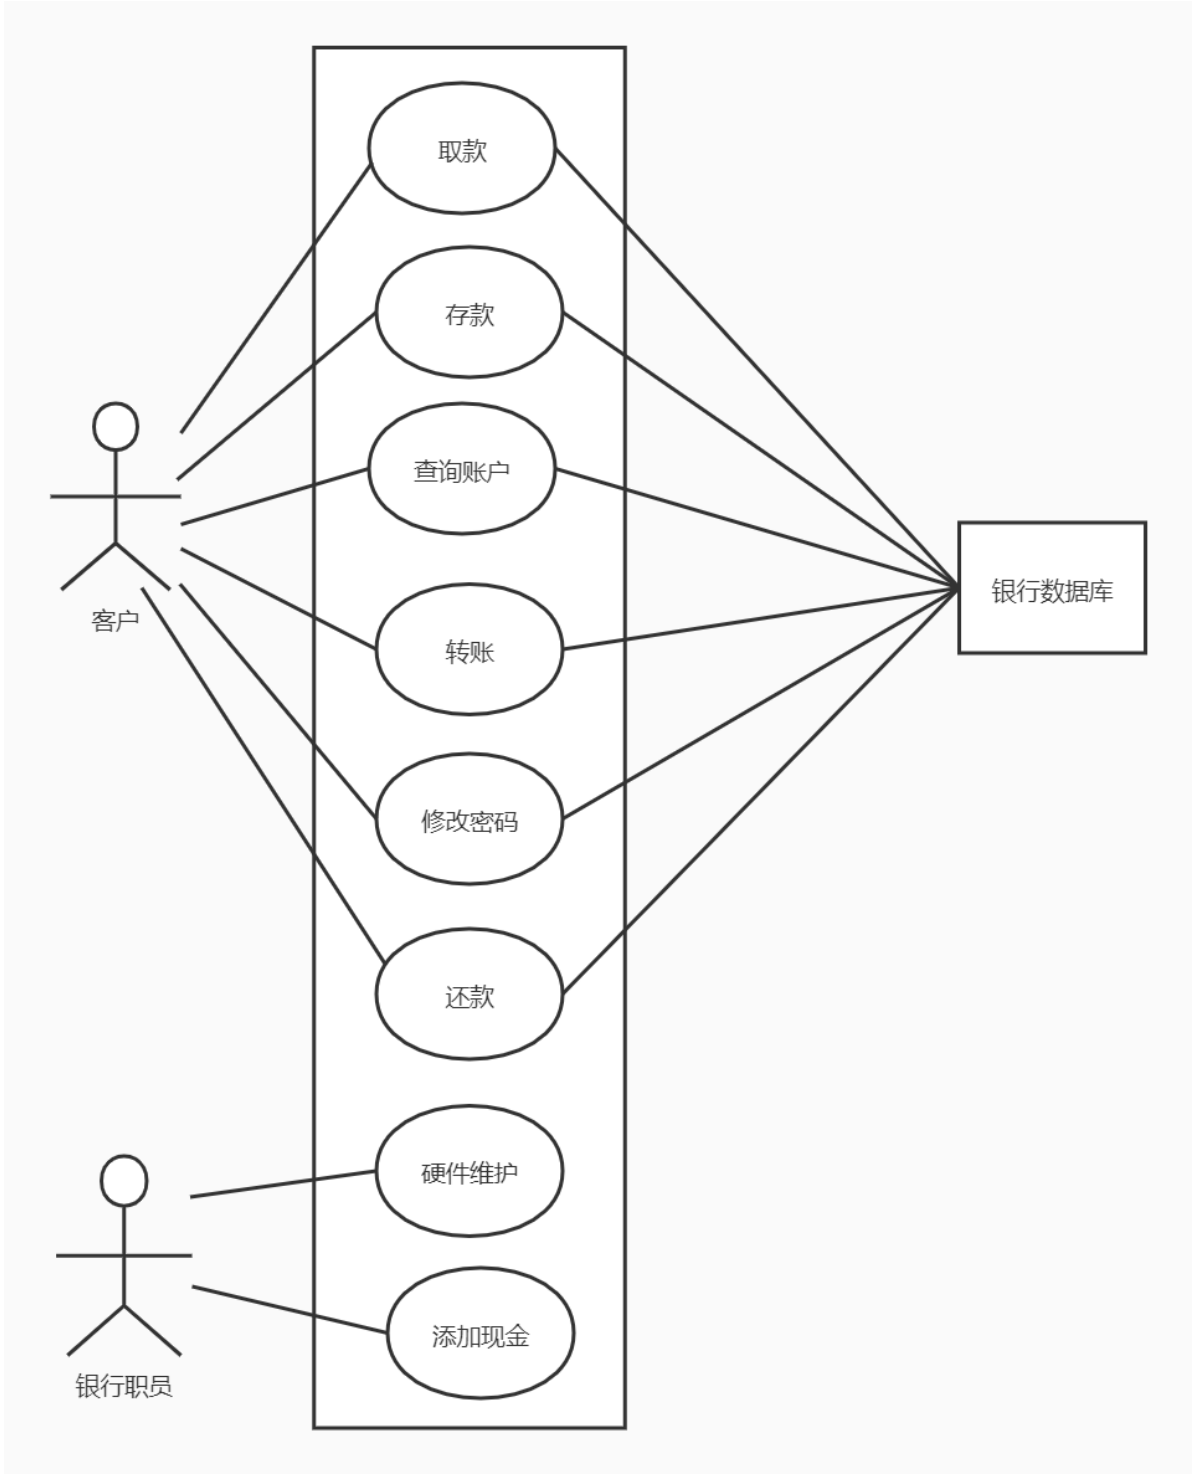 取款
存款
查询账户
银行数据库
客户
转账
修改密码
还款
硬件维护
添加现金
银行职员